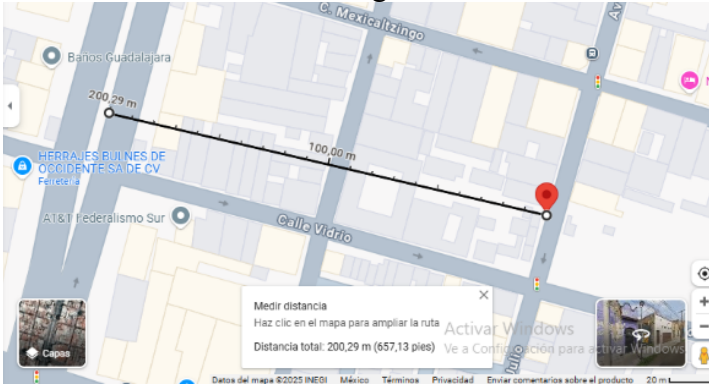 C. Mexicaltzingo
Av
Baños Guadalajara
200,29 m
100,00 m
HERRAJES BULNES DE
OCCIDENTE SA DE CV
Ferretería
AT&T Federalismo Sur
Calle Vidrio
Julio
Medir distancia
Haz clic en el mapa para ampliar la ruta
Distancia total: 200,29 m (657,13 pies)
Activar Windows
Ve a Configuración para activar Windows
Capas
Datos del mapa ©2025 INEGI México Términos Privacidad Enviar comentarios sobre el producto 20 m